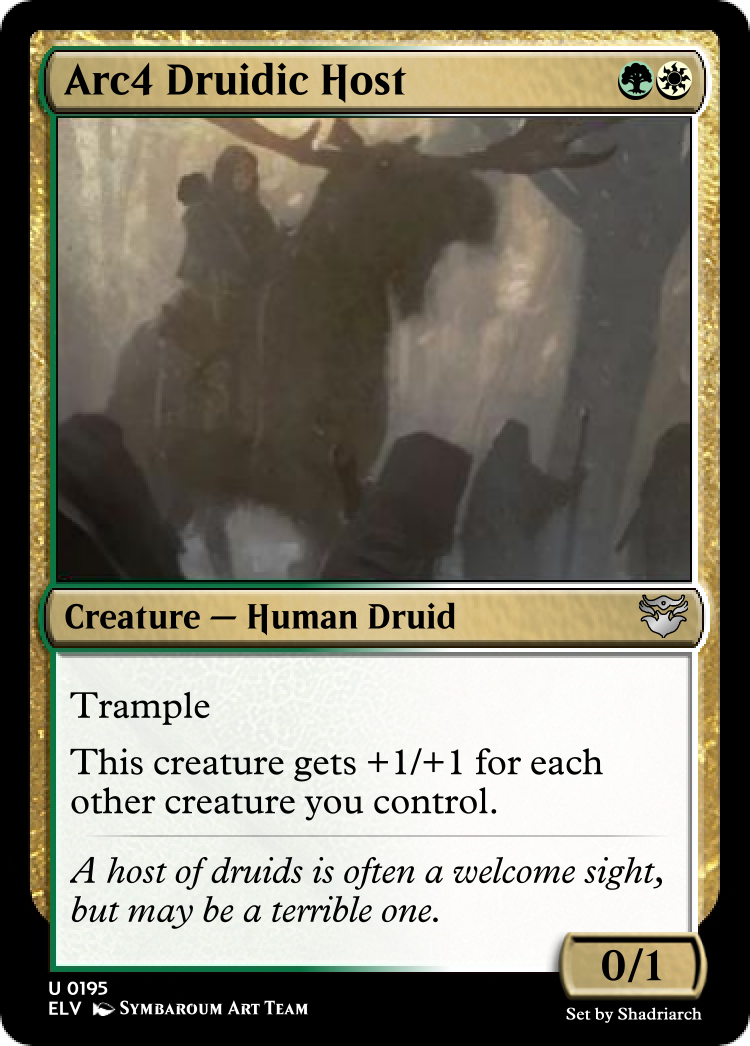 Arc4 Druidic Host
Creature — Human Druid
Trample
This creature gets +1/+1 for each
other creature you control.
A host of druids is often a welcome sight,
but may be a terrible one.
0/1
U 0195
ELV Symbaroum Art Team
Set by Shadriarch